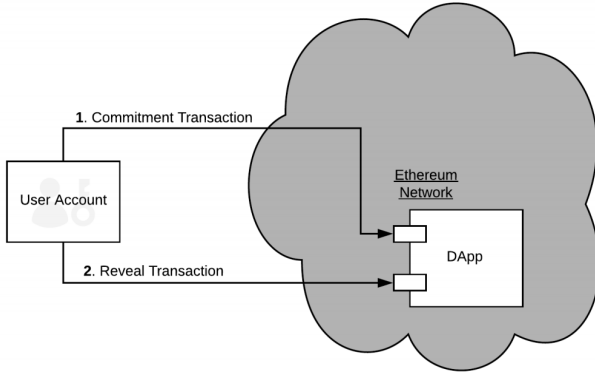 1. Commitment Transaction
User Account
Ethereum
Network
DApp
2. Reveal Transaction